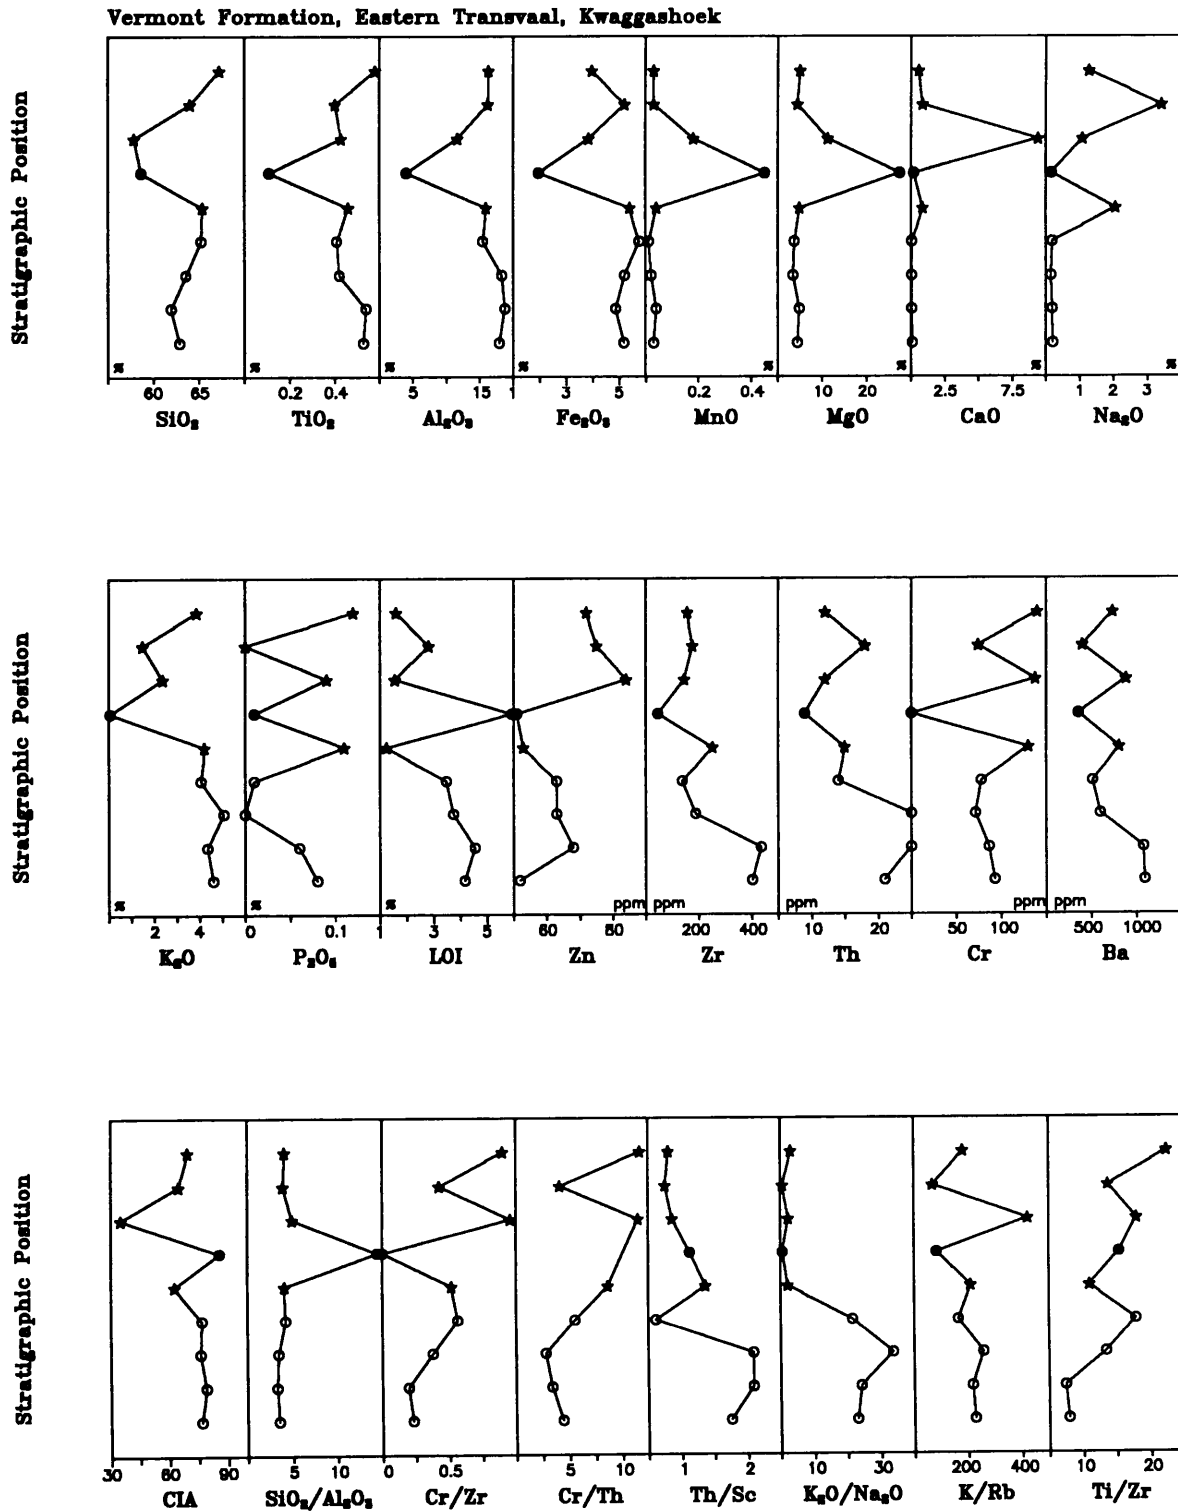 Vermont Formation, Eastern Transvaal, Kwaggashoek
Stratigraphic Position
% % % % % % % %
60 65 0.2 0.4 5 15 1 3 5 0.2 0.4 10 20 2.5 7.5 1 2 3
SiO₂ TiO₂ Al₂O₃ Fe₂O₃ MnO MgO CaO Na₂O
Stratigraphic Position
% % % ppm ppm ppm ppm ppm
2 4 0 0.1 3 5 60 80 200 400 10 20 50 100 500 1000
K₂O P₂O₅ LOI Zn Zr Th Cr Ba
Stratigraphic Position
30 60 90 5 10 0 0.5 5 10 1 2 10 30 200 400 10 20
CIA SiO₂/Al₂O₃ Cr/Zr Cr/Th Th/Sc K₂O/Na₂O K/Rb Ti/Zr